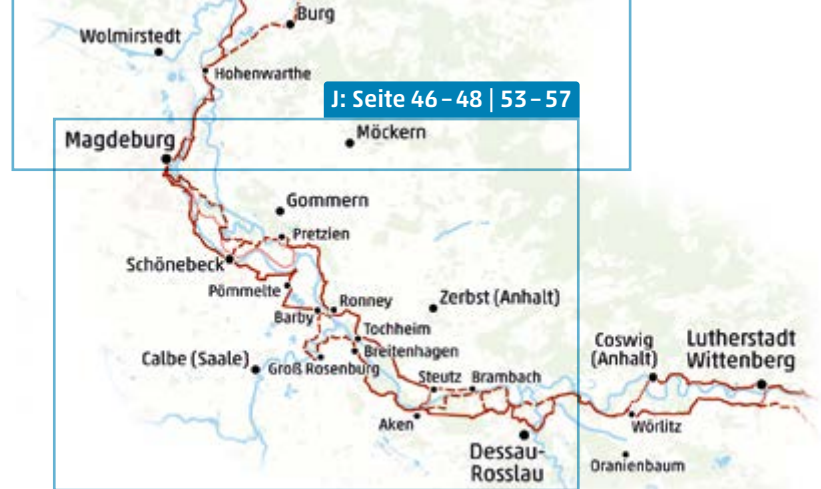 Burg
Wolmirstedt
Hohenwarthe
J: Seite 46–48 | 53–57
Magdeburg
Möckern
Gommern
Pretzien
Schönebeck
Pömmelte
Ronney
Zerbst (Anhalt)
Barby
Tochheim
Coswig
(Anhalt)
Lutherstadt
Wittenberg
Calbe (Saale)
Groß Rosenburg
Breitenhagen
Steutz
Brambach
Aken
Wörlitz
Dessau-
Rosslau
Oranienbaum